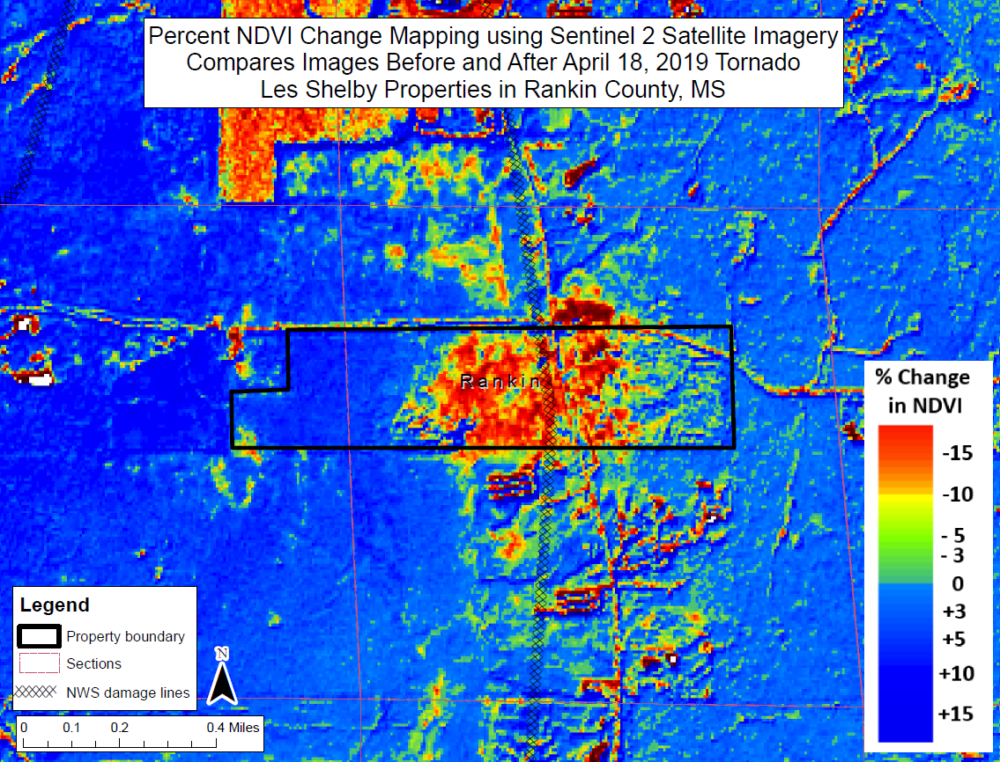 Percent NDVI Change Mapping using Sentinel 2 Satellite Imagery
Compares Images Before and After April 18, 2019 Tornado
Les Shelby Properties in Rankin County, MS
Rankin
% Change
in NDVI
-15
-10
- 5
- 3
0
+3
+5
+10
+15
Legend
Property boundary
Sections
NWS damage lines
N
0 0.1 0.2 0.4 Miles